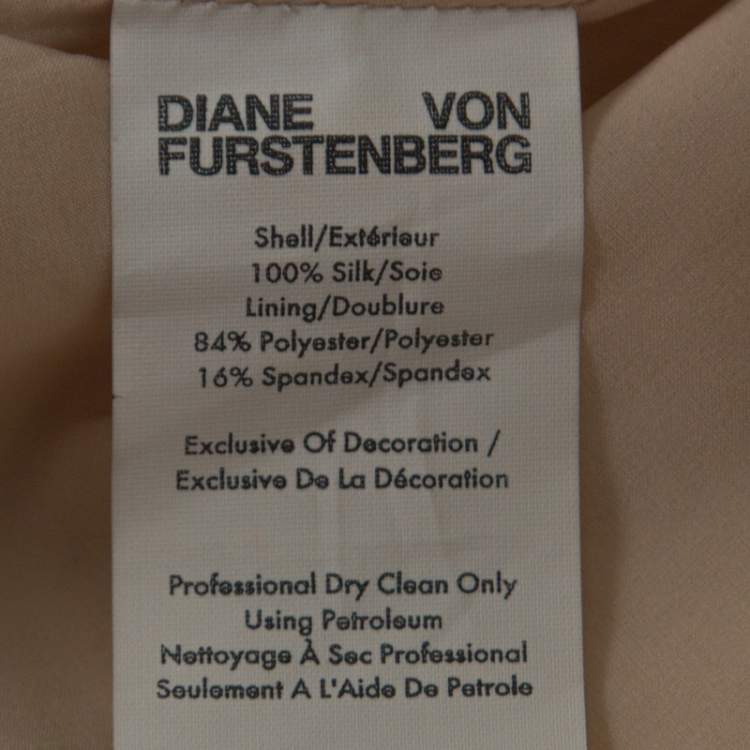 DIANE VON
FURSTENBERG
Shell/Extérieur
100% Silk/Soie
Lining/Doublure
84% Polyester/Polyester
16% Spandex/Spandex
Exclusive Of Decoration /
Exclusive De La Décoration
Professional Dry Clean Only
Using Petroleum
Nettoyage À Sec Professional
Seulement A L'Aide De Petrole